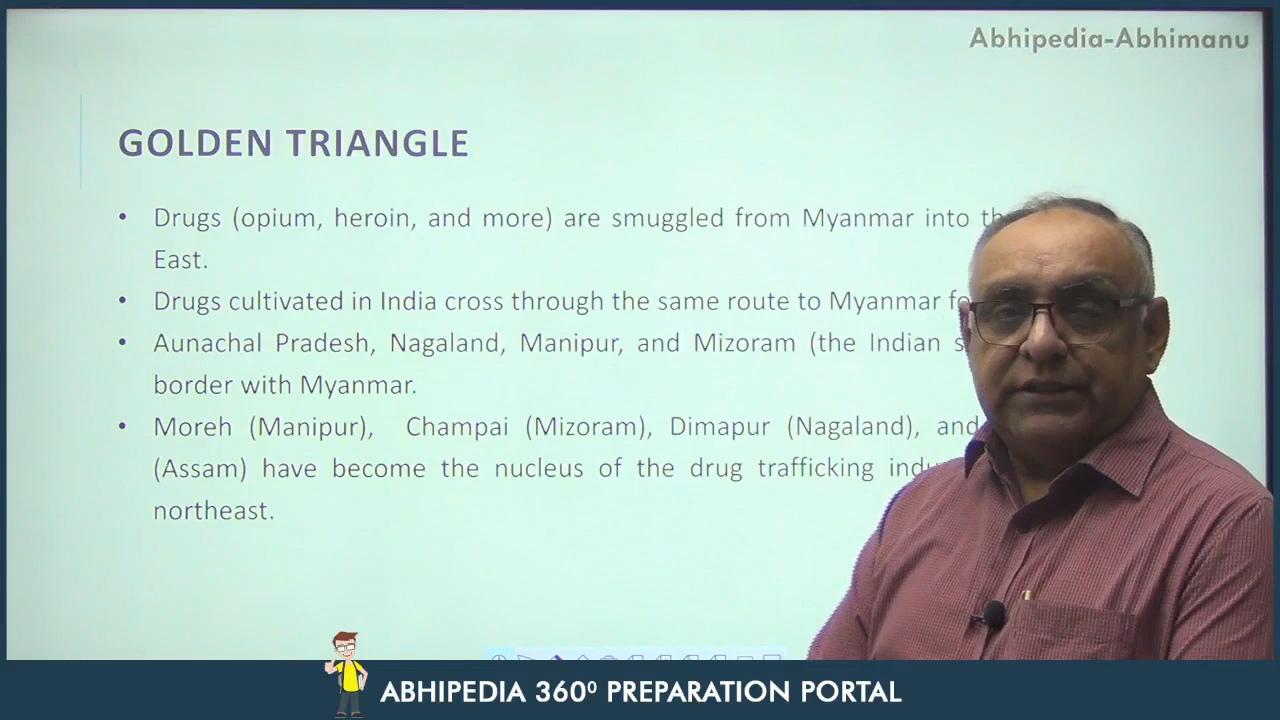 Abhipedia-Abhimanu
GOLDEN TRIANGLE
• Drugs (opium, heroin, and more) are smuggled from Myanmar into
East.
• Drugs cultivated in India cross through the same route to Myanmar
• Aunachal Pradesh, Nagaland, Manipur, and Mizoram (the Indian
border with Myanmar.
• Moreh (Manipur), Champai (Mizoram), Dimapur (Nagaland), and
(Assam) have become the nucleus of the drug trafficking
northeast.
ABHIPEDIA 360⁰ PREPARATION PORTAL